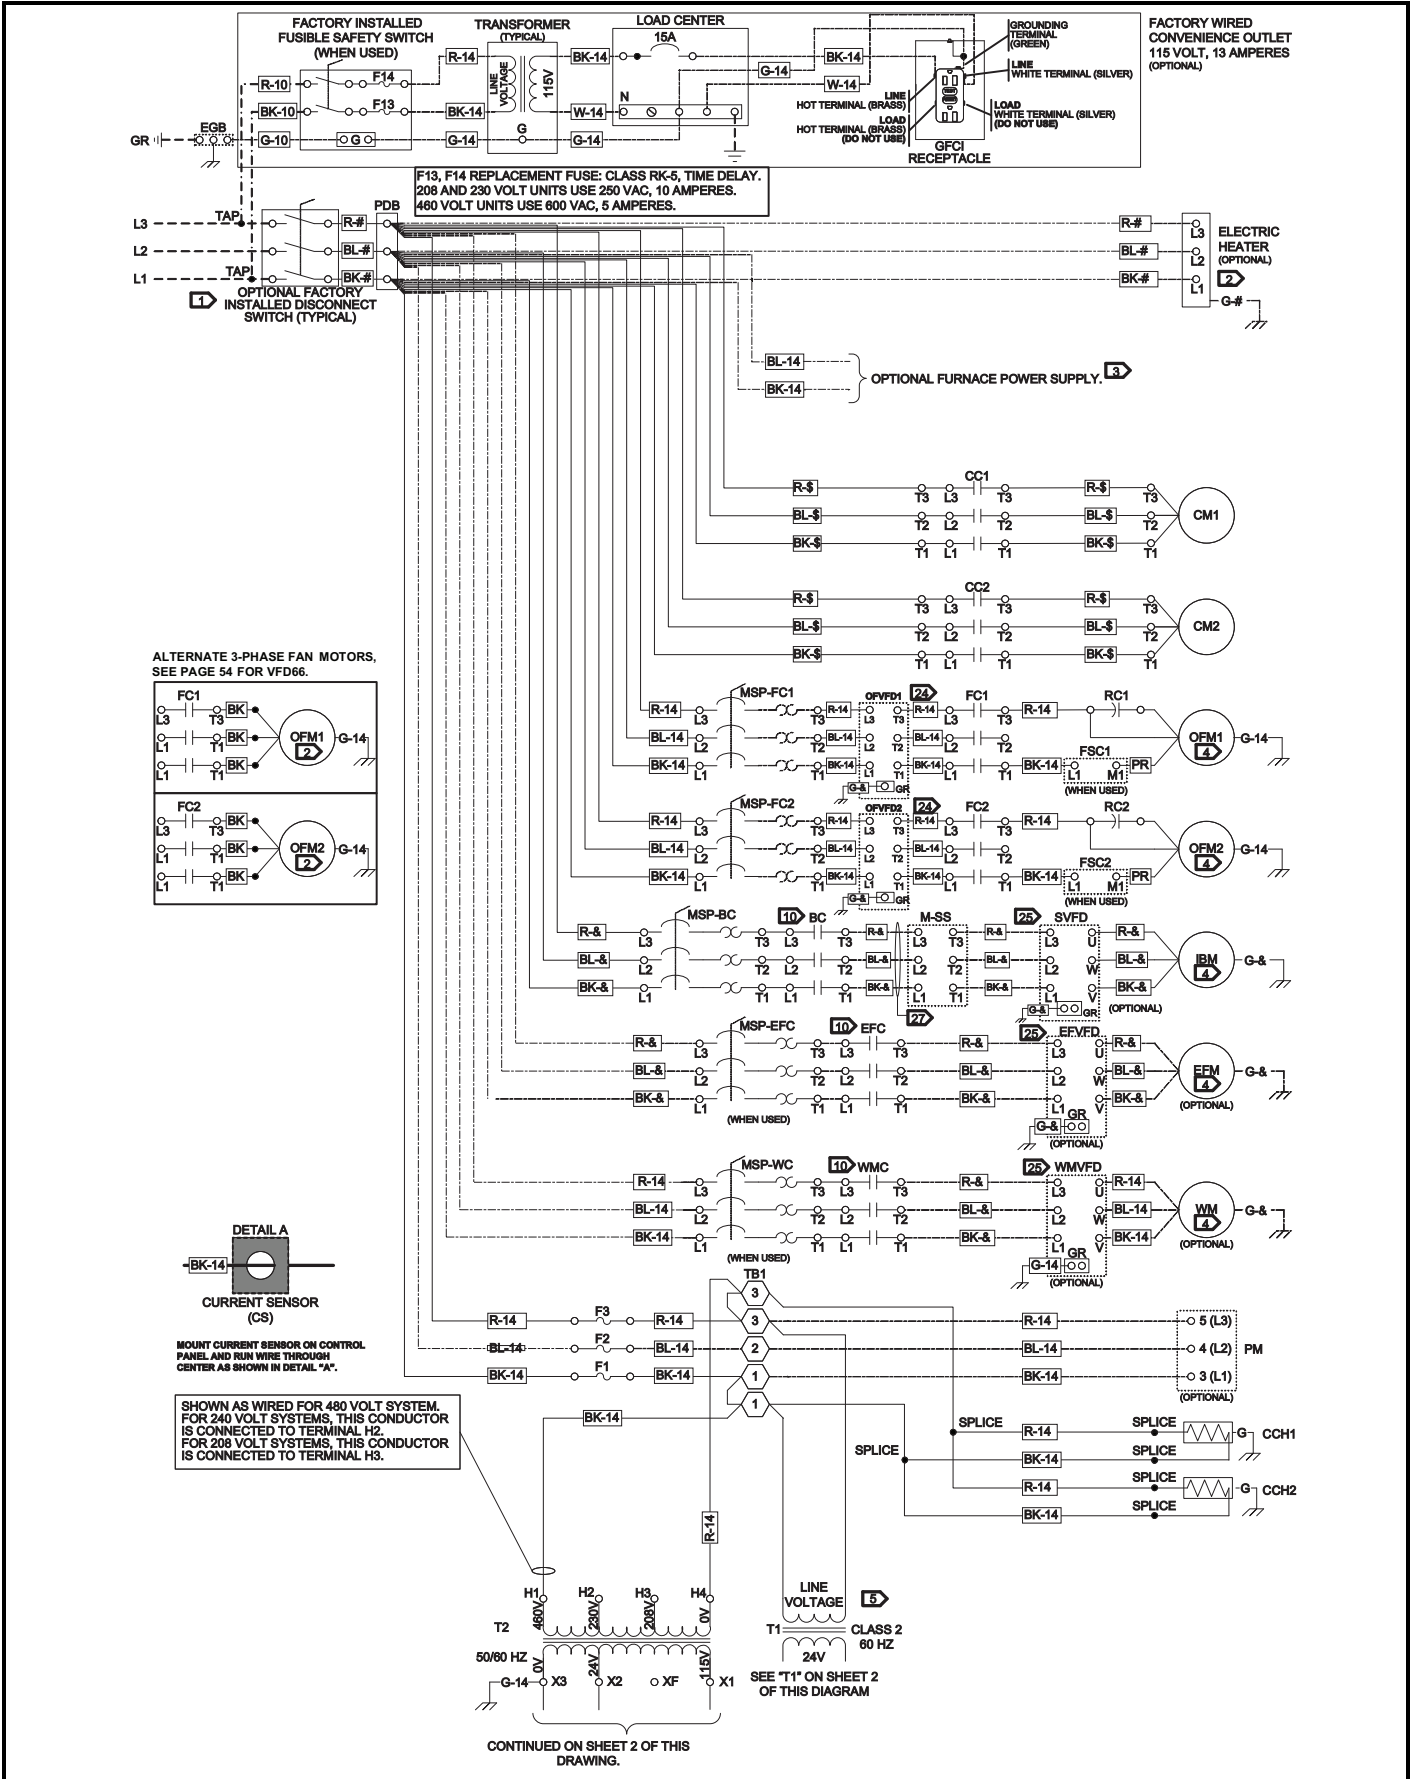 FACTORY INSTALLED
FUSIBLE SAFETY SWITCH
(WHEN USED)
TRANSFORMER
(TYPICAL)
LOAD CENTER
15A
GROUNDING
TERMINAL
(GREEN)
LINE
WHITE TERMINAL (SILVER)
FACTORY WIRED
CONVENIENCE OUTLET
115 VOLT, 13 AMPERES
(OPTIONAL)
R-10 F14 R-14 LINE VOLTAGE 115V BK-14 BK-14
G-14 W-14
BK-10 F13 BK-14 W-14 N
LINE
HOT TERMINAL (BRASS)
LOAD
HOT TERMINAL (BRASS)
(DO NOT USE)
LOAD
WHITE TERMINAL (SILVER)
(DO NOT USE)
GFCI
RECEPTACLE
GR EGB G-10 G G-14 G G-14
F13, F14 REPLACEMENT FUSE: CLASS RK-5, TIME DELAY.
208 AND 230 VOLT UNITS USE 250 VAC, 10 AMPERES.
460 VOLT UNITS USE 600 VAC, 5 AMPERES.
PDB
L3 TAP R-# R-# L3
L2 BL-# BL-# L2
L1 TAP BK-# BK-# L1
ELECTRIC
HEATER
(OPTIONAL)
2
G-#
1 OPTIONAL FACTORY
INSTALLED DISCONNECT
SWITCH (TYPICAL)
BL-14
BK-14
OPTIONAL FURNACE POWER SUPPLY. 3
CC1
R-$ T3 L3 T3 R-$ T3
BL-$ T2 L2 T2 BL-$ T2 CM1
BK-$ T1 L1 T1 BK-$ T1
CC2
R-$ T3 L3 T3 R-$ T3
BL-$ T2 L2 T2 BL-$ T2 CM2
BK-$ T1 L1 T1 BK-$ T1
ALTERNATE 3-PHASE FAN MOTORS,
SEE PAGE 54 FOR VFD66.
FC1
L3 T3 BK
L1 T1 BK OFM1 2 G-14
L1 T1 BK
FC2
L3 T3 BK
L1 T1 BK OFM2 2 G-14
L1 T1 BK
MSP-FC1 OFVFD1 24 FC1 RC1
R-14 L3 T3 R-14 L3 T3 R-14 L3 T3 R-14
BL-14 L2 T2 BL-14 L2 T2 BL-14 L1 T1 OFM1 4 G-14
FSC1
BK-14 L1 T1 BK-14 L1 T1 BK-14 L1 T1 BK-14 L1 M1 PR
(WHEN USED)
G-& GR
MSP-FC2 OFVFD2 24 FC2 RC2
R-14 L3 T3 R-14 L3 T3 R-14 L3 T3 R-14
BL-14 L2 T2 BL-14 L2 T2 BL-14 L1 T1 OFM2 4 G-14
FSC2
BK-14 L1 T1 BK-14 L1 T1 BK-14 L1 T1 BK-14 L1 M1 PR
(WHEN USED)
G-& GR
MSP-BC 10 BC M-SS 25 SVFD
R-& L3 T3 L3 T3 R-& L3 T3 R-& L3 U R-&
BL-& L2 T2 L2 T2 BL-& L2 T2 BL-& L2 W BL-& IBM 4 G-&
BK-& L1 T1 L1 T1 BK-& L1 T1 BK-& L1 V BK-&
27 G-& GR (OPTIONAL)
MSP-EFC 10 EFC 25 EFVFD
R-& L3 T3 L3 T3 R-& L3 U R-&
BL-& L2 T2 L2 T2 BL-& L2 W BL-& EFM 4 G-&
BK-& L1 T1 L1 T1 BK-& L1 V BK-& (OPTIONAL)
(WHEN USED) G-& GR
(OPTIONAL)
MSP-WC 10 WMC 25 WMVFD
R-14 L3 T3 L3 T3 R-& L3 U R-14
BL-14 L2 T2 L2 T2 BL-& L2 W BL-14 WM 4 G-&
BK-14 L1 T1 L1 T1 BK-& L1 V BK-14 (OPTIONAL)
(WHEN USED) G-14 GR
(OPTIONAL)
DETAIL A
BK-14
CURRENT SENSOR
(CS)
MOUNT CURRENT SENSOR ON CONTROL
PANEL AND RUN WIRE THROUGH
CENTER AS SHOWN IN DETAIL "A".
TB1
3
R-14 F3 R-14 3 R-14 5 (L3)
BL-14 F2 BL-14 2 BL-14 4 (L2) PM
BK-14 F1 BK-14 1 BK-14 3 (L1)
(OPTIONAL)
BK-14 1
SHOWN AS WIRED FOR 480 VOLT SYSTEM.
FOR 240 VOLT SYSTEMS, THIS CONDUCTOR
IS CONNECTED TO TERMINAL H2.
FOR 208 VOLT SYSTEMS, THIS CONDUCTOR
IS CONNECTED TO TERMINAL H3.
SPLICE R-14 SPLICE G CCH1
SPLICE BK-14 SPLICE
R-14 SPLICE G CCH2
BK-14 SPLICE
R-14
H1 H2 H3 H4
460V 230V 208V 0V
T2
50/60 HZ
0V 24V 115V
G-14 X3 X2 XF X1
LINE
VOLTAGE
5
T1 CLASS 2
60 HZ
24V
SEE "T1" ON SHEET 2
OF THIS DIAGRAM
CONTINUED ON SHEET 2 OF THIS
DRAWING.